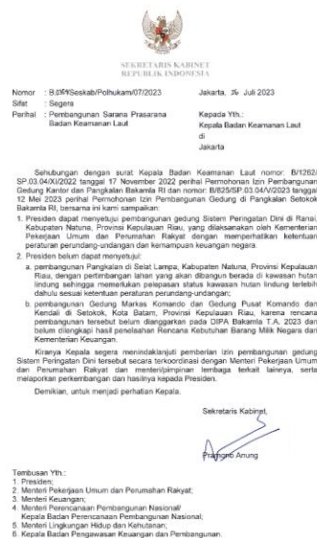 SEKRETARIS KABINET
REPUBLIK INDONESIA
Nomor : /Seskab/Polhukam/07/2023 Jakarta, Juli 2023
Sifat : Segera
Perihal : Pembangunan Sarana Prasarana Kepada Yth.:
Badan Keamanan Laut Kepala Badan Keamanan Laut
di
Jakarta
Sehubungan dengan surat Kepala Badan Keamanan Laut nomor: B/1262/
SP.03.04/XI/2022 tanggal 17 November 2022 perihal Permohonan Izin Pembangunan
Gedung Kantor dan Pangkalan Bakamla RI dan nomor: B/825/SP.03.04/V/2023 tanggal
12 Mei 2023 perihal Permohonan Izin Pembangunan Gedung di Pangkalan Setokok
Bakamla RI, bersama ini kami sampaikan:
1. Presiden dapat menyetujui pembangunan gedung Sistem Peringatan Dini di Ranai,
Kabupaten Natuna, Provinsi Kepulauan Riau, yang dilaksanakan oleh Kementerian
Pekerjaan Umum dan Perumahan Rakyat dengan memperhatikan ketentuan
peraturan perundang-undangan dan kemampuan keuangan negara.
2. Presiden belum dapat menyetujui:
a. pembangunan Pangkalan di Selat Lampa, Kabupaten Natuna, Provinsi Kepulauan
Riau, dengan pertimbangan lahan yang akan dibangun berada di kawasan hutan
lindung sehingga memerlukan pelepasan status kawasan hutan lindung terlebih
dahulu sesuai ketentuan peraturan perundang-undangan;
b. pembangunan Gedung Markas Komando dan Gedung Pusat Komando dan
Kendali di Setokok, Kota Batam, Provinsi Kepulauan Riau, karena rencana
pembangunan tersebut belum dianggarkan pada DIPA Bakamla T.A. 2023 dan
belum dilengkapi hasil penelaahan Rencana Kebutuhan Barang Milik Negara dari
Kementerian Keuangan.
Kiranya Kepala segera menindaklanjuti pemberian izin pembangunan gedung
Sistem Peringatan Dini tersebut secara terkoordinasi dengan Menteri Pekerjaan Umum
dan Perumahan Rakyat dan menteri/pimpinan lembaga terkait lainnya, serta
melaporkan perkembangan dan hasilnya kepada Presiden.
Demikian, untuk menjadi perhatian Kepala.
Sekretaris Kabinet,
Pramono Anung
Tembusan Yth.:
1. Presiden;
2. Menteri Pekerjaan Umum dan Perumahan Rakyat;
3. Menteri Keuangan;
4. Menteri Perencanaan Pembangunan Nasional/
Kepala Badan Perencanaan Pembangunan Nasional;
5. Menteri Lingkungan Hidup dan Kehutanan;
6. Kepala Badan Pengawasan Keuangan dan Pembangunan.